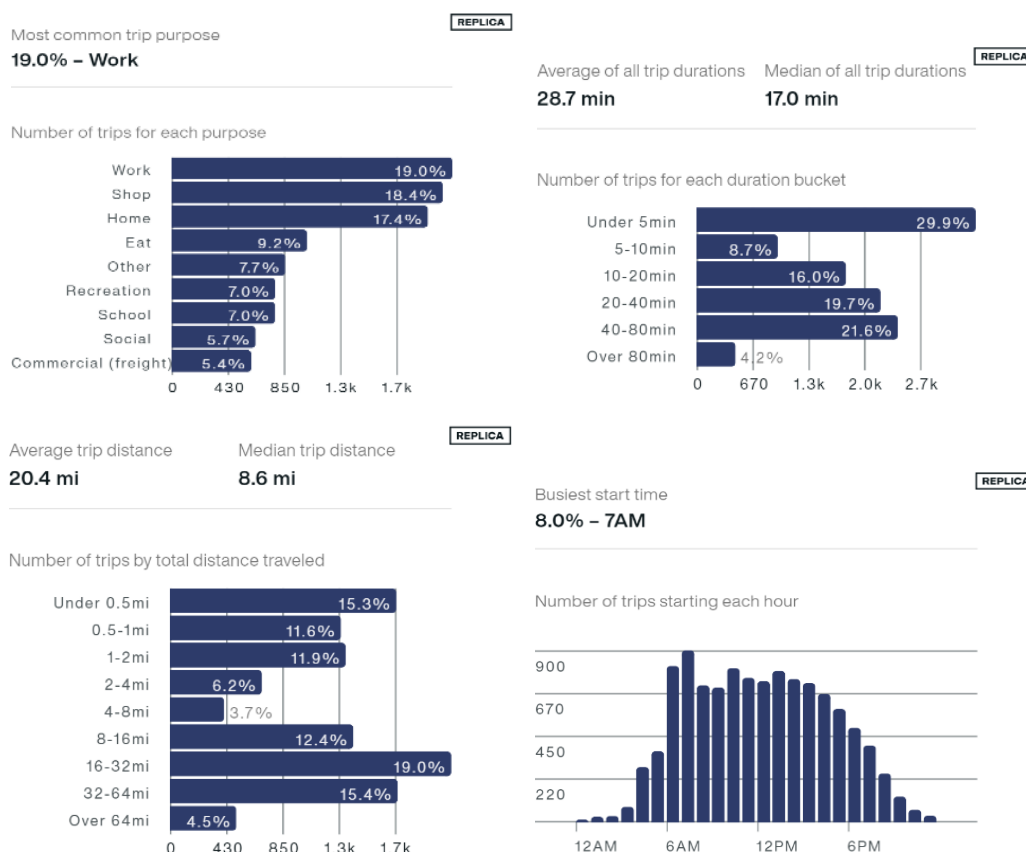 REPLICA
Most common trip purpose
19.0% – Work
Number of trips for each purpose
Work 19.0%
Shop 18.4%
Home 17.4%
Eat 9.2%
Other 7.7%
Recreation 7.0%
School 7.0%
Social 5.7%
Commercial (freight) 5.4%
0 430 850 1.3k 1.7k
REPLICA
Average of all trip durations Median of all trip durations
28.7 min 17.0 min
Number of trips for each duration bucket
Under 5min 29.9%
5-10min 8.7%
10-20min 16.0%
20-40min 19.7%
40-80min 21.6%
Over 80min 4.2%
0 670 1.3k 2.0k 2.7k
REPLICA
Average trip distance Median trip distance
20.4 mi 8.6 mi
Number of trips by total distance traveled
Under 0.5mi 15.3%
0.5-1mi 11.6%
1-2mi 11.9%
2-4mi 6.2%
4-8mi 3.7%
8-16mi 12.4%
16-32mi 19.0%
32-64mi 15.4%
Over 64mi 4.5%
0 430 850 1.3k 1.7k
REPLICA
Busiest start time
8.0% – 7AM
Number of trips starting each hour
900
670
450
220
12AM 6AM 12PM 6PM